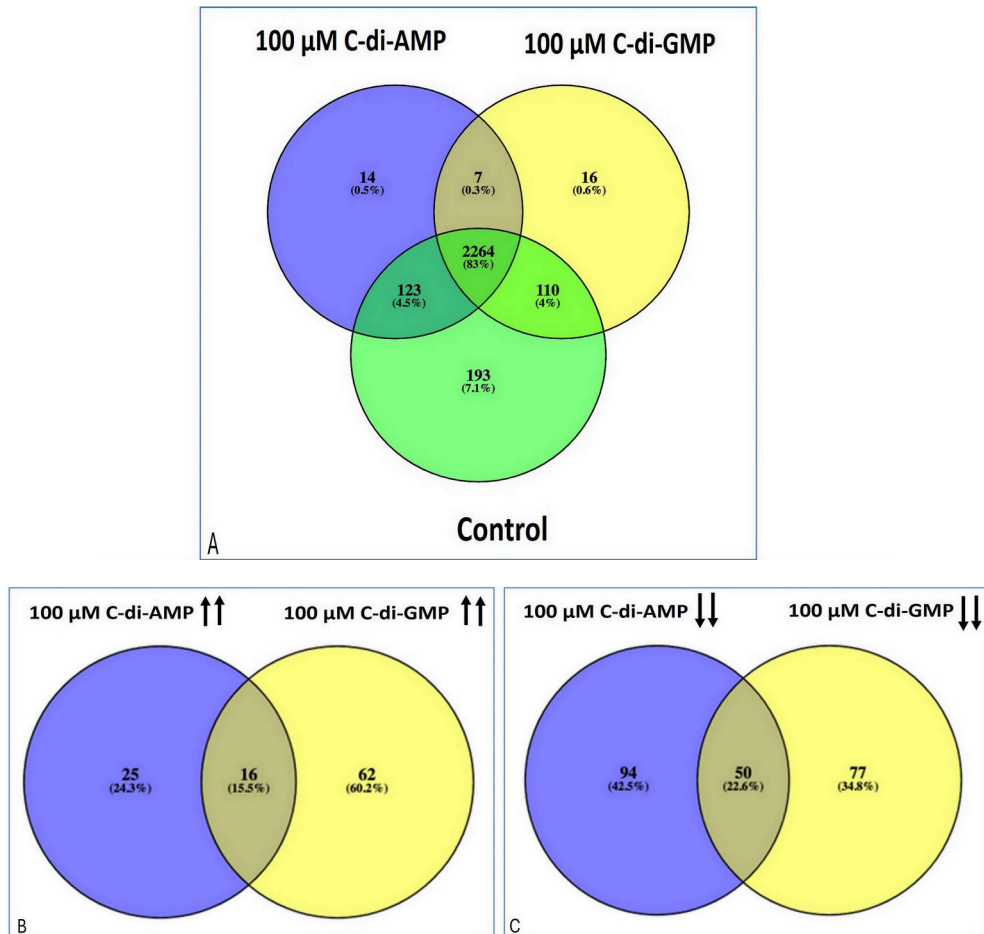 100 µM C-di-AMP 100 µM C-di-GMP
14 7 16
(0.5%) (0.3%) (0.6%)
2264
(83%)
123 110
(4.5%) (4%)
193
(7.1%)
Control
A
100 µM C-di-AMP ↑↑ 100 µM C-di-GMP ↑↑
25 16 62
(24.3%) (15.5%) (60.2%)
B
100 µM C-di-AMP ↓↓ 100 µM C-di-GMP ↓↓
94 50 77
(42.5%) (22.6%) (34.8%)
C